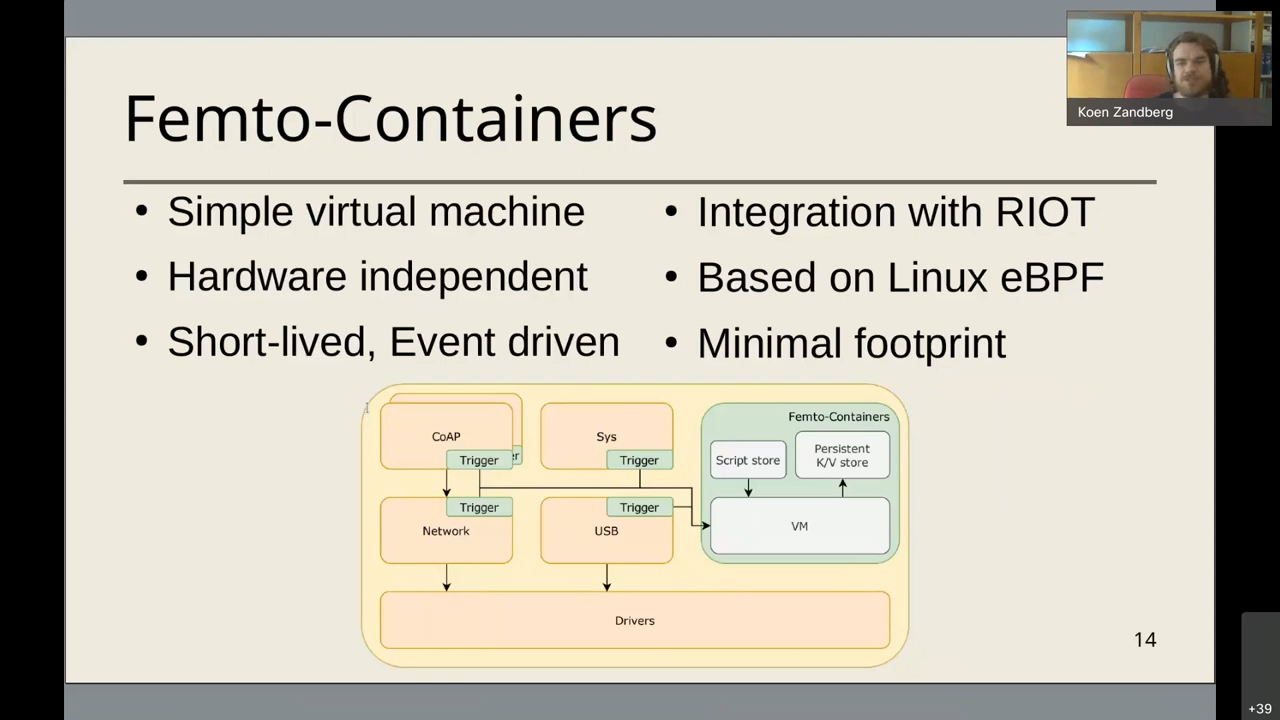 Koen Zandberg
Femto-Containers
• Simple virtual machine
• Hardware independent
• Short-lived, Event driven
• Integration with RIOT
• Based on Linux eBPF
• Minimal footprint
CoAP
Trigger
er
Sys
Trigger
Femto-Containers
Script store
Persistent
K/V store
Trigger
Network
Trigger
USB
VM
Drivers
14
+39